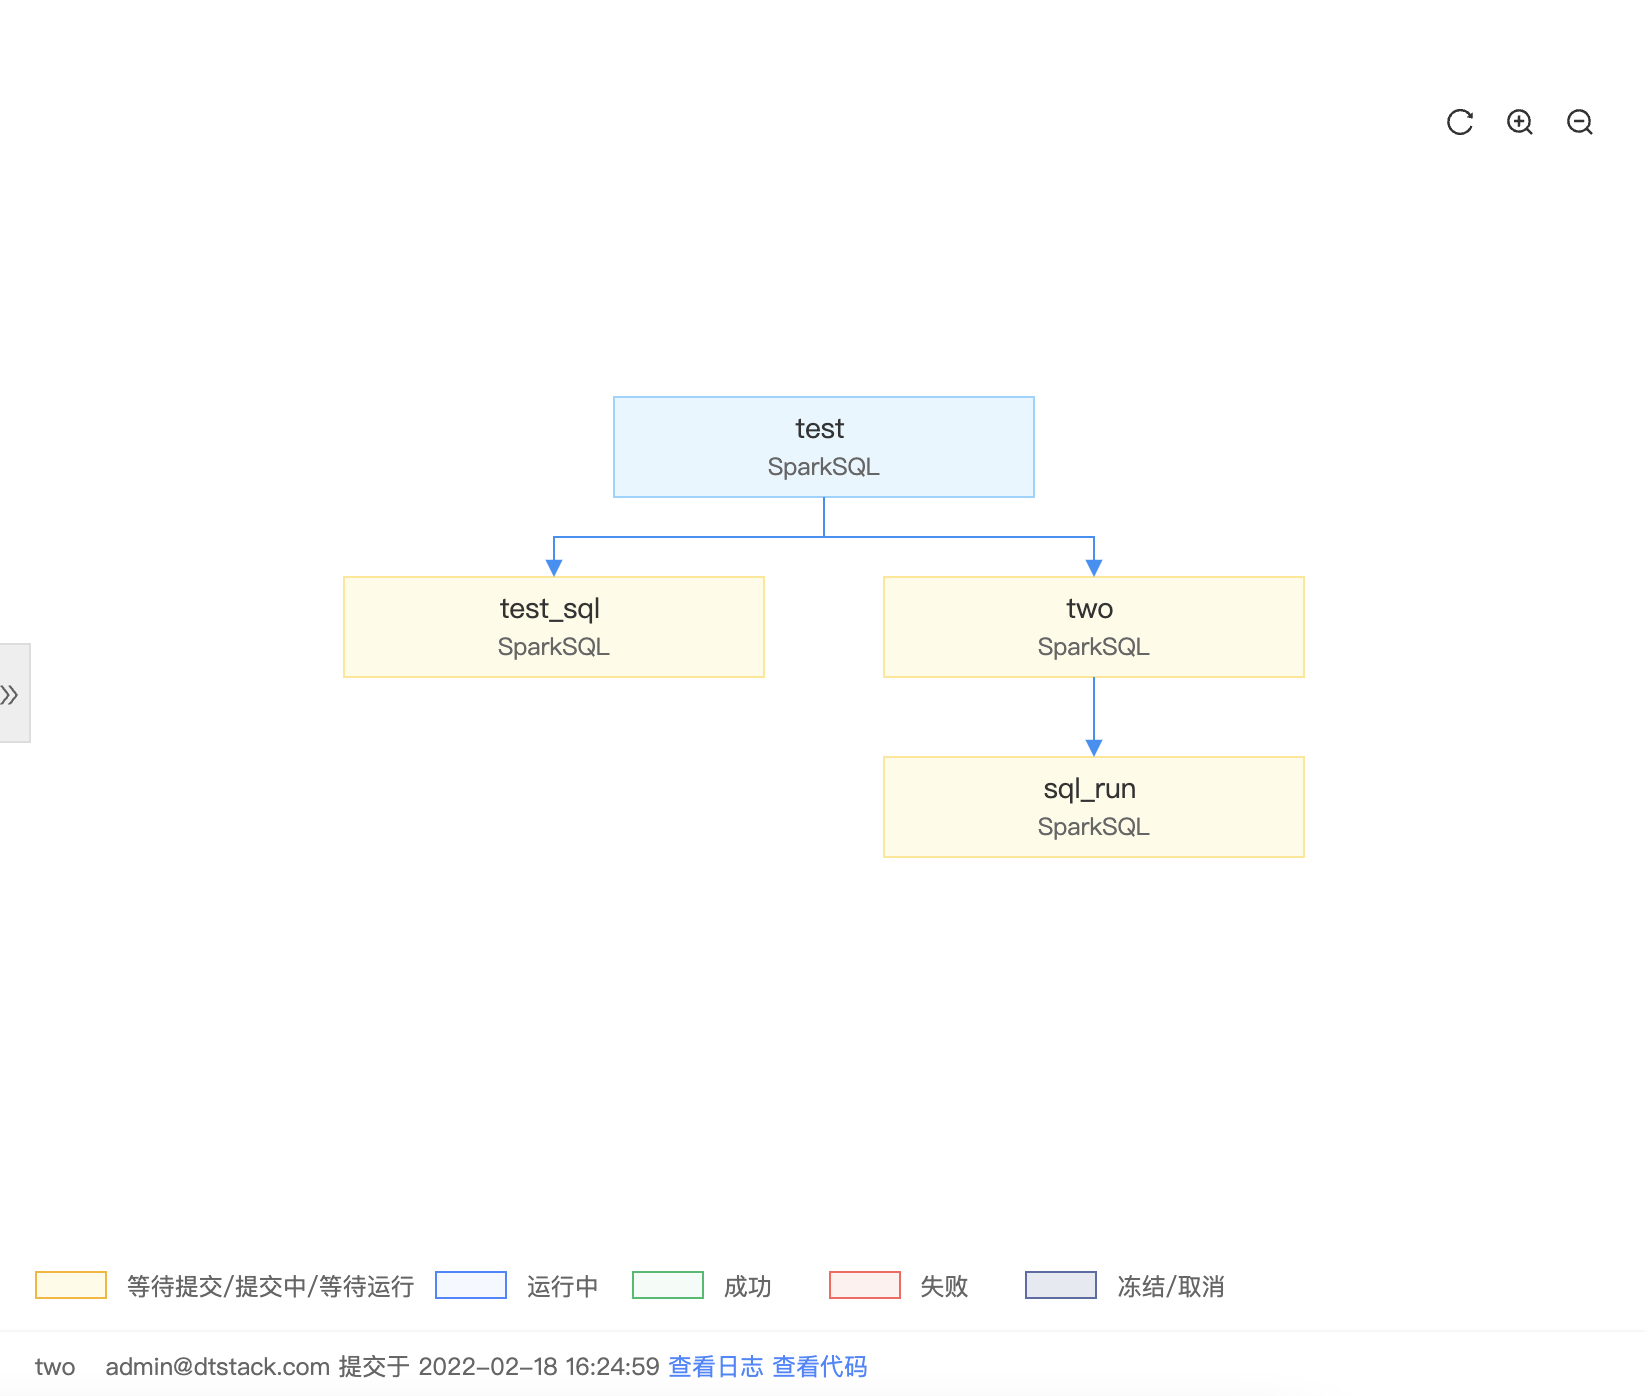 test
SparkSQL
test_sql
SparkSQL
two
SparkSQL
sql_run
SparkSQL
等待提交/提交中/等待运行 运行中 成功 失败 冻结/取消
two admin@dtstack.com 提交于 2022-02-18 16:24:59 查看日志 查看代码